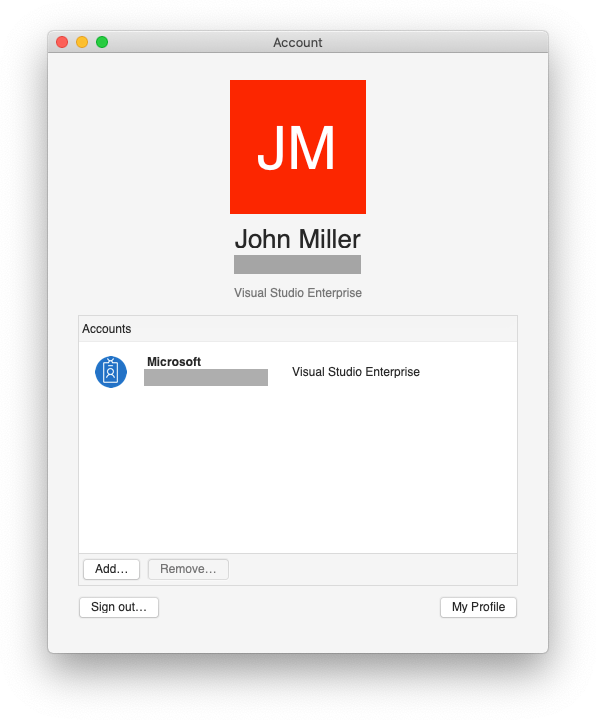 Account
JM
John Miller
Visual Studio Enterprise
Accounts
Microsoft
Visual Studio Enterprise
Add...
Remove...
Sign out...
My Profile